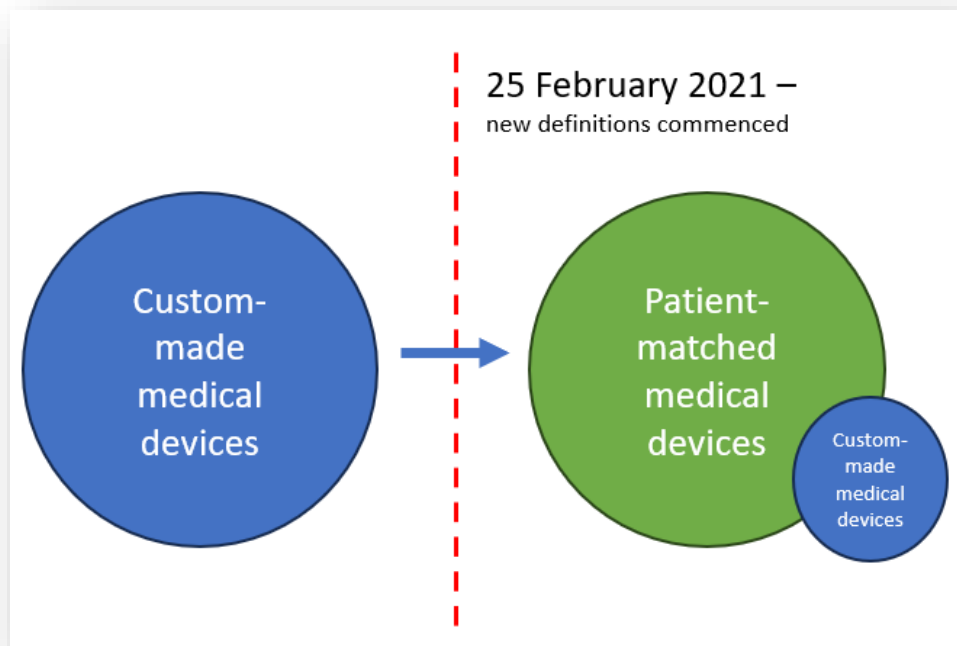 25 February 2021 –
new definitions commenced
Custom-
made
medical
devices
Patient-
matched
medical
devices
Custom-
made
medical
devices